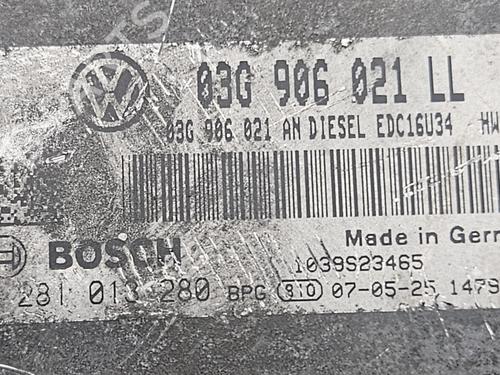 03G 906 021 LL
03G 906 021 AN DIESEL EDC16U34 HW
BOSCH
Made in Germ
1039S23465
281 013 280 BPG 510 07-05-25 1479